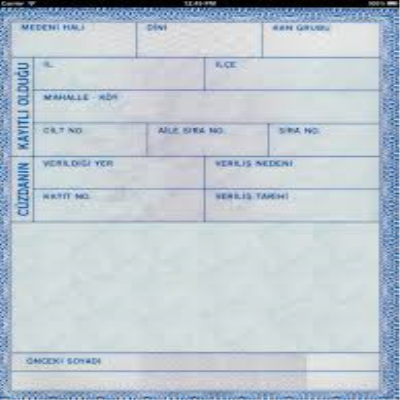 Carrier 12:45 PM 100%
MEDENİ HALİ DİNİ KAN GRUBU
KAYITLI OLDUĞU
İL İLÇE
MAHALLE - KÖY
CİLT NO. AİLE SIRA NO. SIRA NO.
CÜZDANIN
VERİLDİĞİ YER VERİLİŞ NEDENİ
KAYIT NO. VERİLİŞ TARİHİ
ÖNCEKİ SOYADI